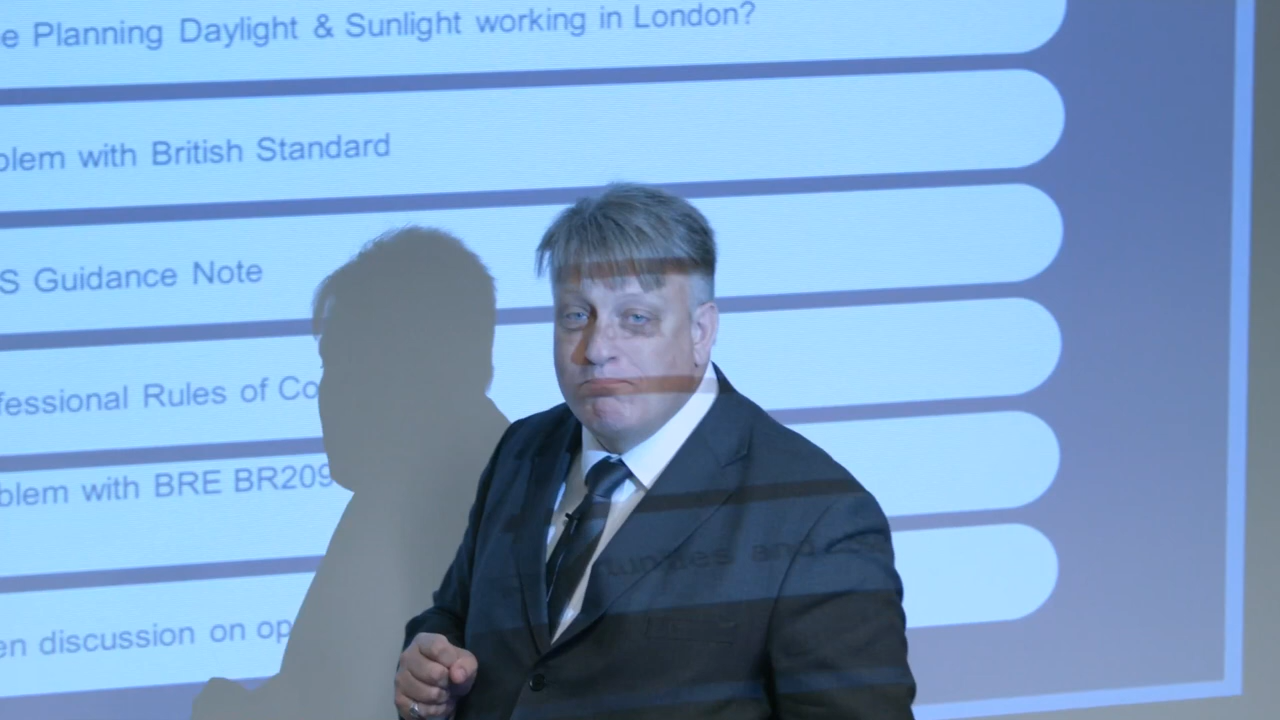 e Planning Daylight & Sunlight working in London?
blem with British Standard
S Guidance Note
fessional Rules of Co
blem with BRE BR209
en discussion on op
and